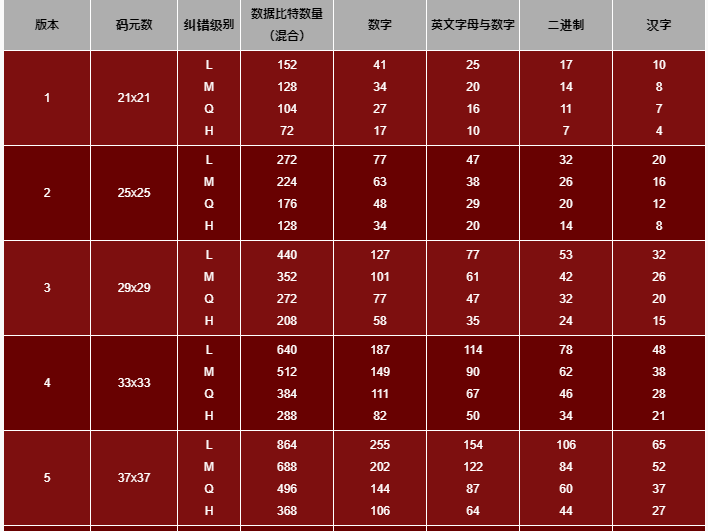 版本 码元数 纠错级别 数据比特数量（混合） 数字 英文字母与数字 二进制 汉字
1 21x21 L 152 41 25 17 10
M 128 34 20 14 8
Q 104 27 16 11 7
H 72 17 10 7 4
2 25x25 L 272 77 47 32 20
M 224 63 38 26 16
Q 176 48 29 20 12
H 128 34 20 14 8
3 29x29 L 440 127 77 53 32
M 352 101 61 42 26
Q 272 77 47 32 20
H 208 58 35 24 15
4 33x33 L 640 187 114 78 48
M 512 149 90 62 38
Q 384 111 67 46 28
H 288 82 50 34 21
5 37x37 L 864 255 154 106 65
M 688 202 122 84 52
Q 496 144 87 60 37
H 368 106 64 44 27